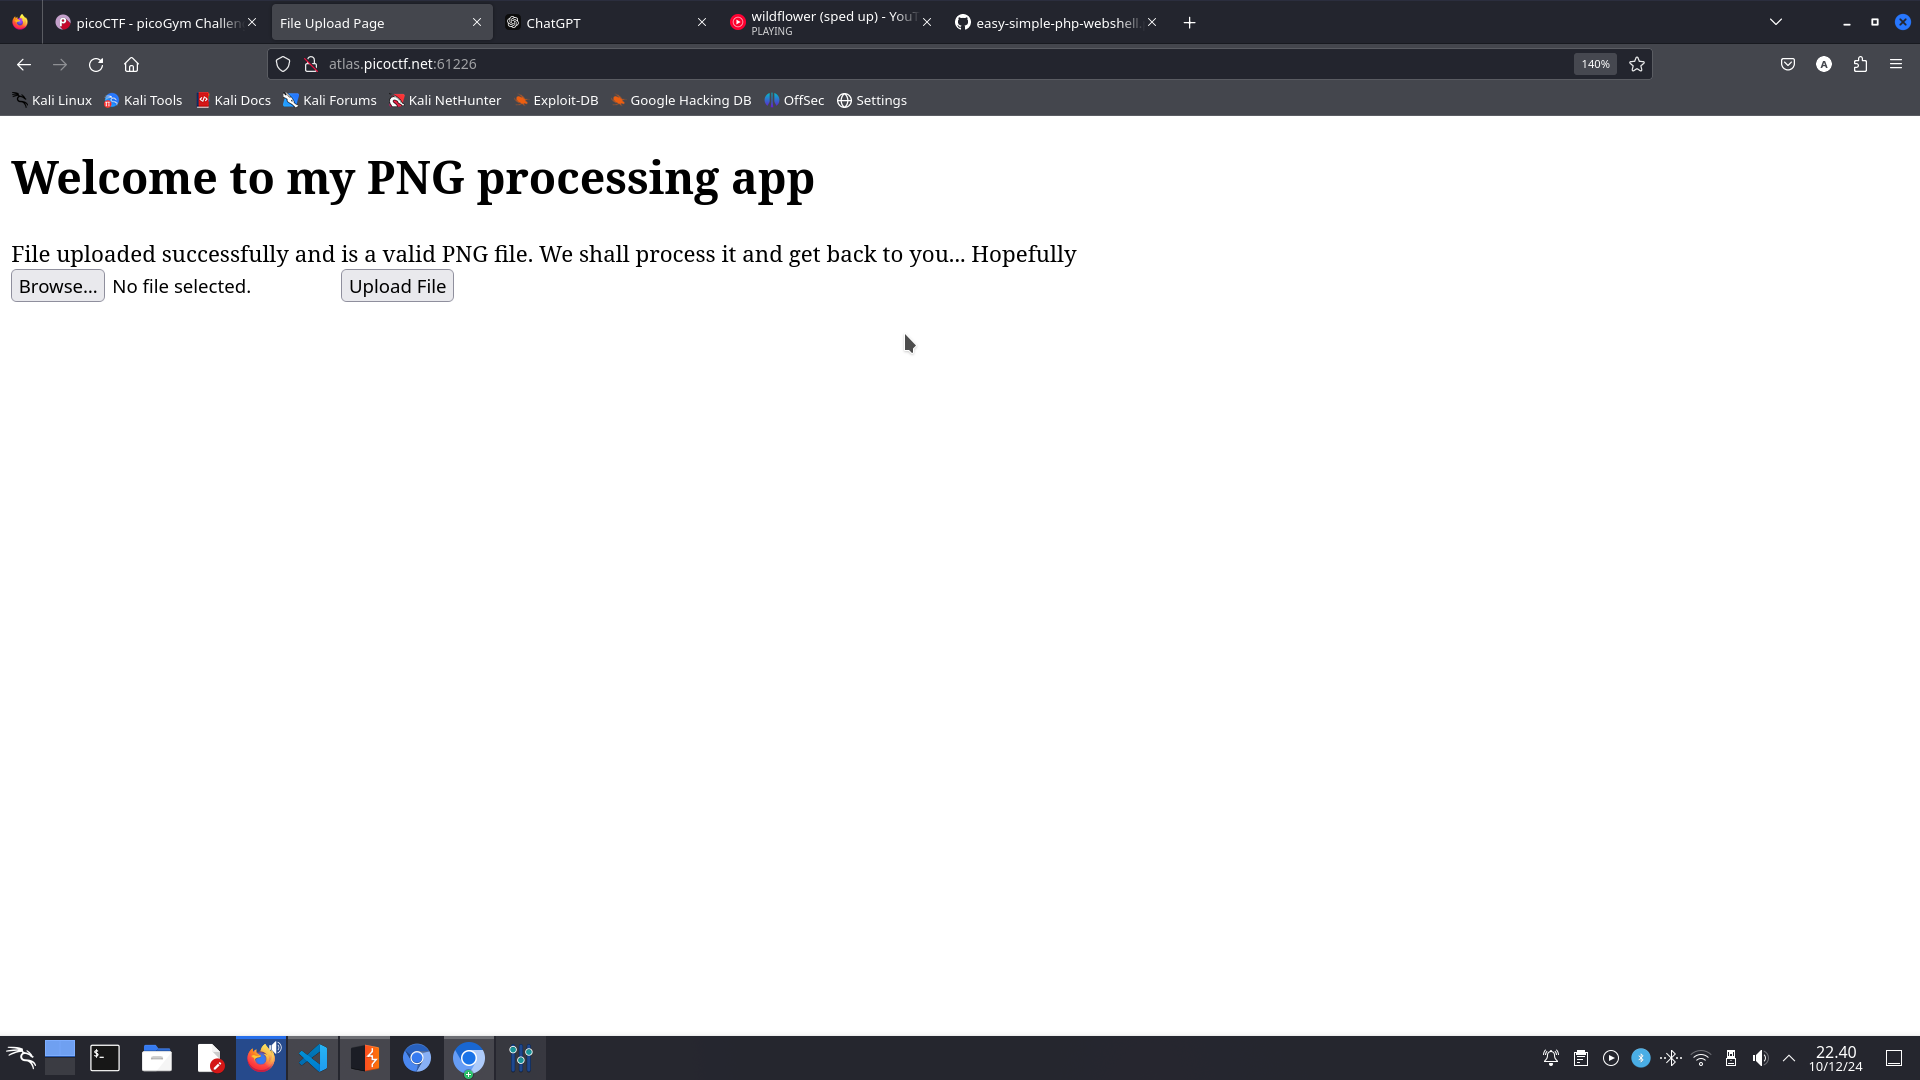 picoCTF - picoGym Challen
File Upload Page
ChatGPT
wildflower (sped up) - YouT
PLAYING
easy-simple-php-webshell.
atlas.picoctf.net:61226
140%
A
Kali Linux
Kali Tools
Kali Docs
Kali Forums
Kali NetHunter
Exploit-DB
Google Hacking DB
OffSec
Settings
Welcome to my PNG processing app
File uploaded successfully and is a valid PNG file. We shall process it and get back to you... Hopefully
Browse... No file selected. Upload File
$_
22.40
10/12/24